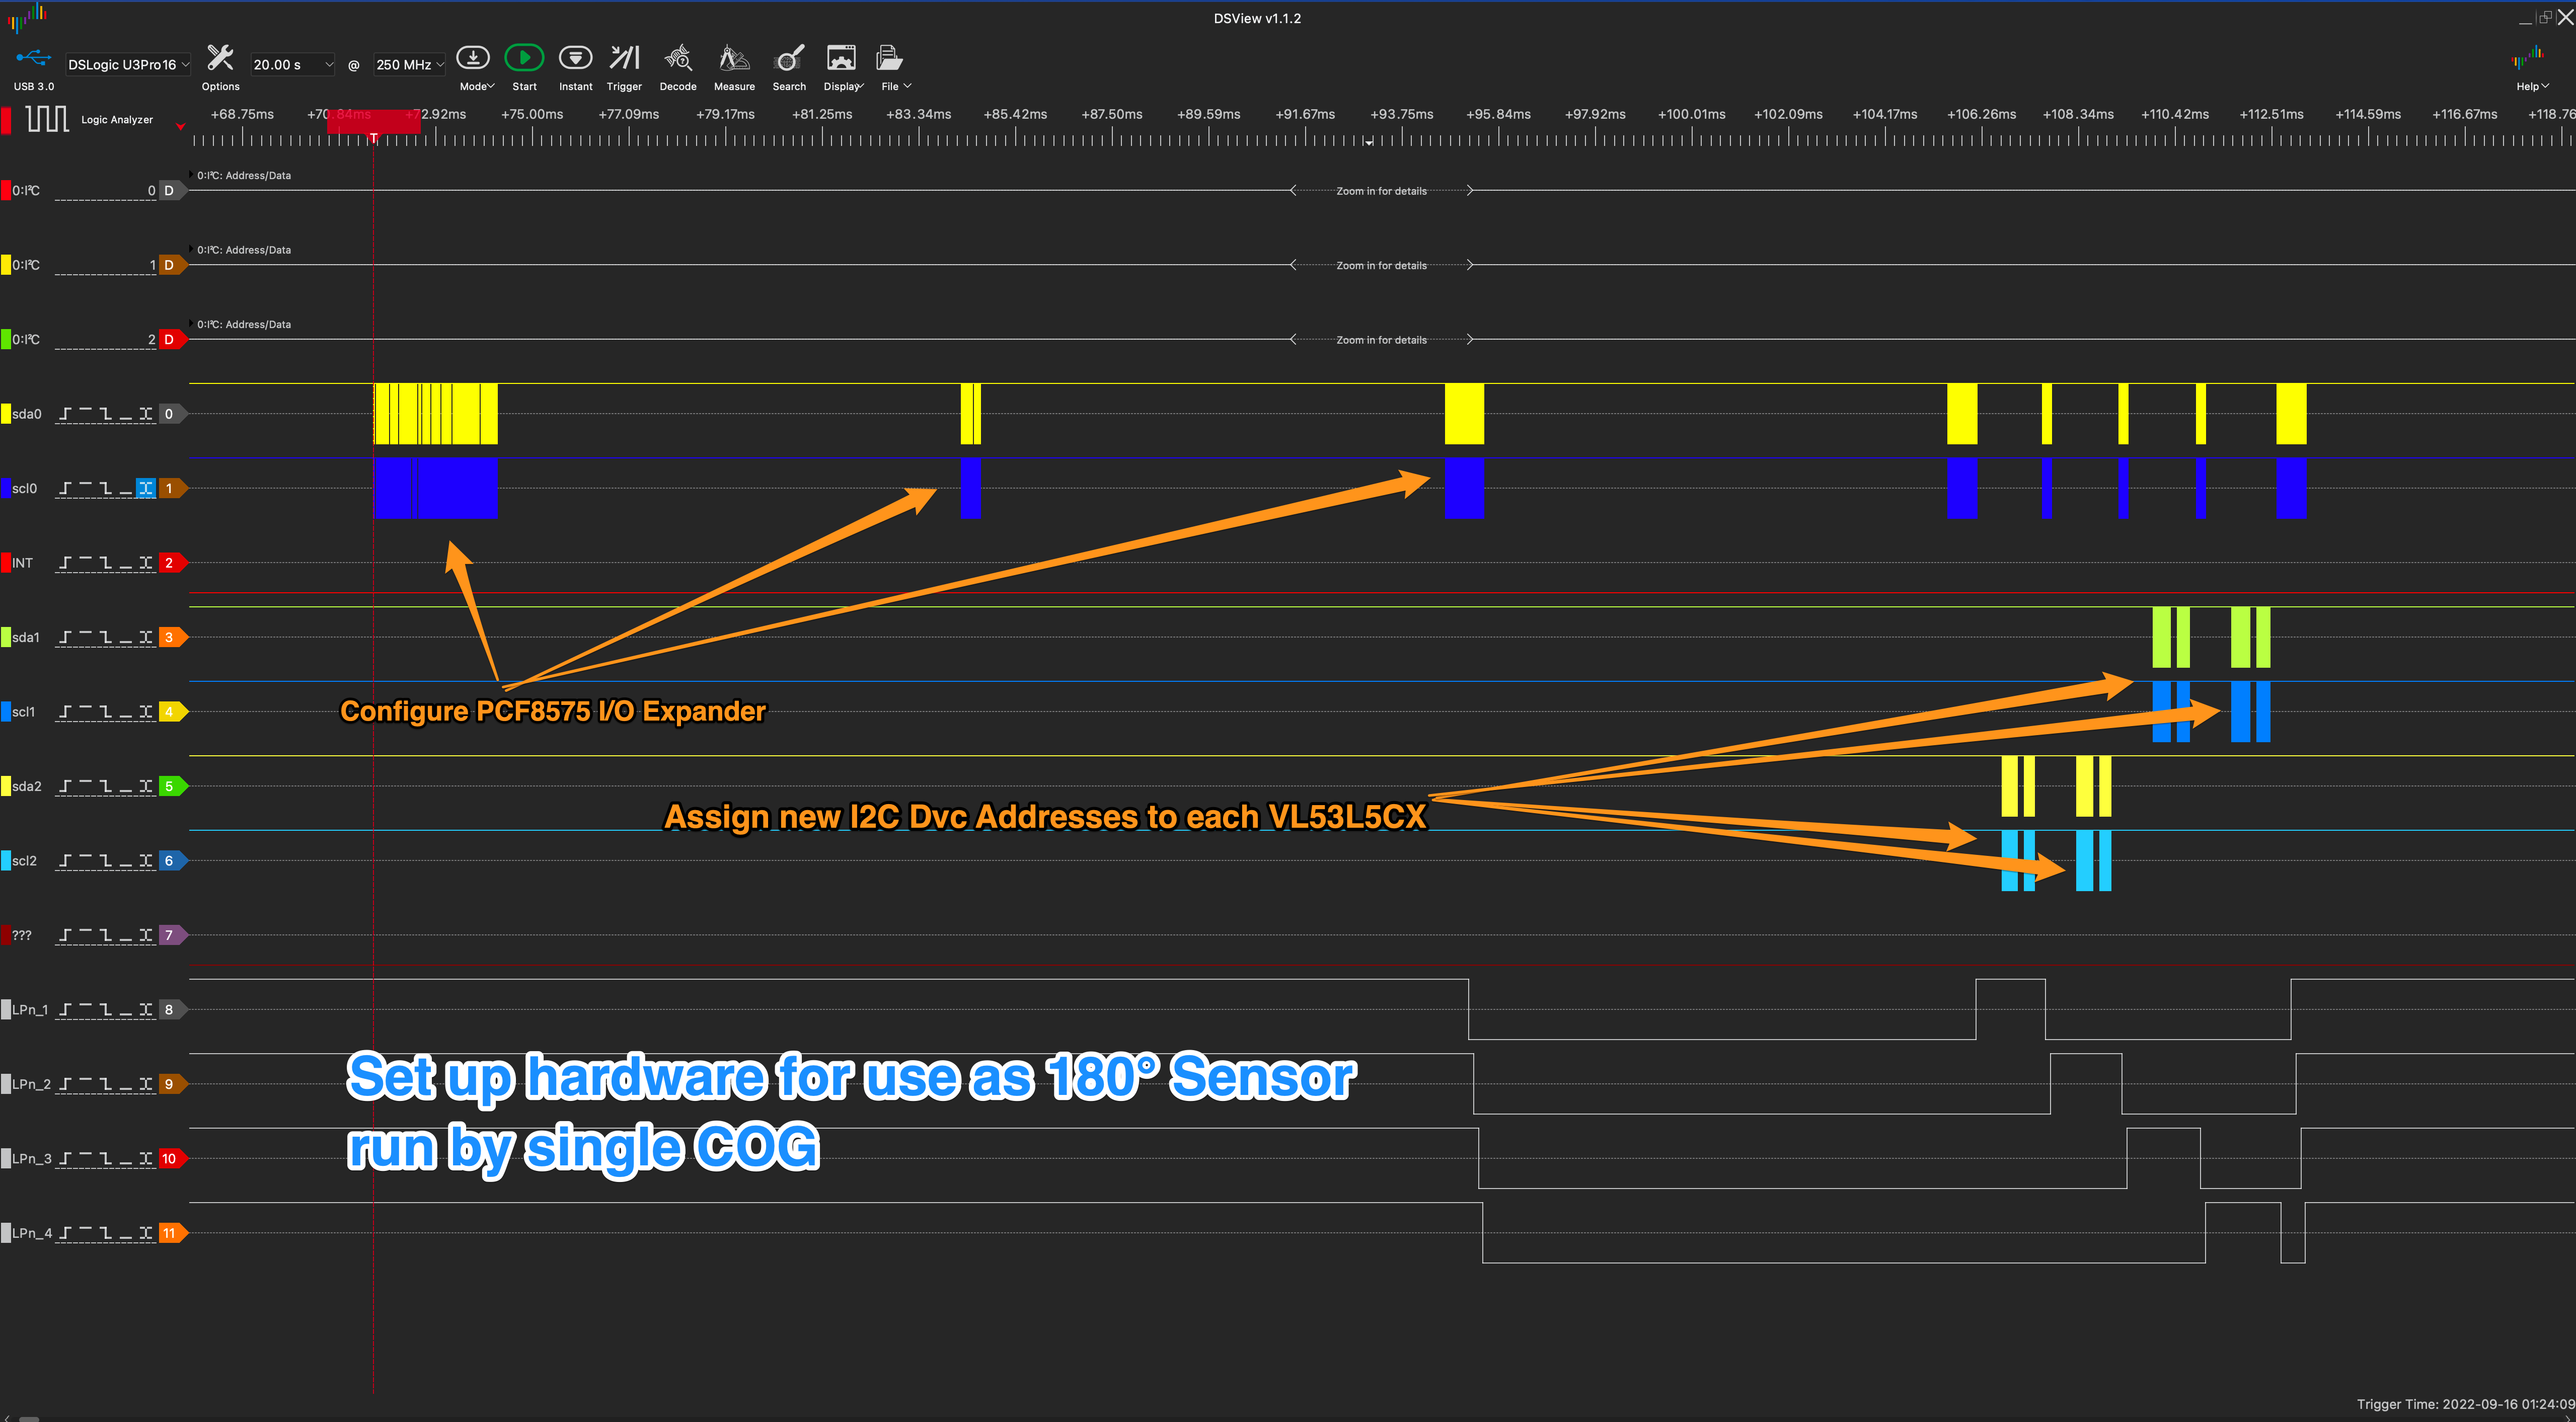 DSView v1.1.2
USB 3.0
DSLogic U3Pro16
Options
20.00 s
@
250 MHz
Mode
Start
Instant
Trigger
Decode
Measure
Search
Display
File
Help
Logic Analyzer
+68.75ms +70.84ms +72.92ms +75.00ms +77.09ms +79.17ms +81.25ms +83.34ms +85.42ms +87.50ms +89.59ms +91.67ms +93.75ms +95.84ms +97.92ms +100.01ms +102.09ms +104.17ms +106.26ms +108.34ms +110.42ms +112.51ms +114.59ms +116.67ms +118.76
T
0:I²C: Address/Data
0:I²C 0 D Zoom in for details
0:I²C: Address/Data
0:I²C 1 D Zoom in for details
0:I²C: Address/Data
0:I²C 2 D Zoom in for details
sda0 0
scl0 1
INT 2
sda1 3
scl1 4
Configure PCF8575 I/O Expander
sda2 5
Assign new I2C Dvc Addresses to each VL53L5CX
scl2 6
??? 7
LPn_1 8
LPn_2 9
Set up hardware for use as 180° Sensor
run by single COG
LPn_3 10
LPn_4 11
Trigger Time: 2022-09-16 01:24:09